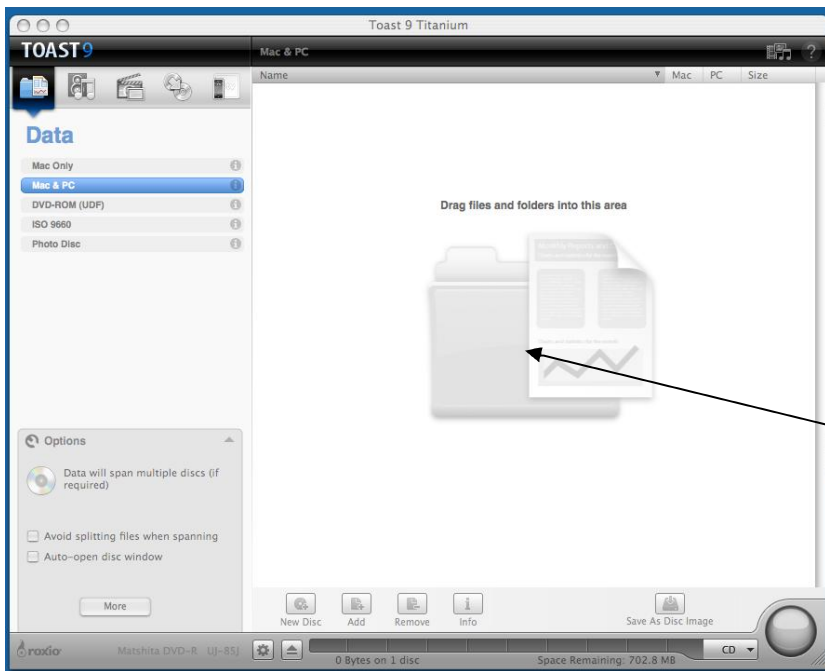 Toast 9 Titanium
TOAST 9
Mac & PC
Name Mac PC Size
Data
Mac Only
Mac & PC
DVD-ROM (UDF)
ISO 9660
Photo Disc
Drag files and folders into this area
Options
Data will span multiple discs (if
required)
Avoid splitting files when spanning
Auto-open disc window
More
New Disc Add Remove Info Save As Disc Image
roxio Matshita DVD-R UJ-85J
0 Bytes on 1 disc Space Remaining: 702.8 MB CD